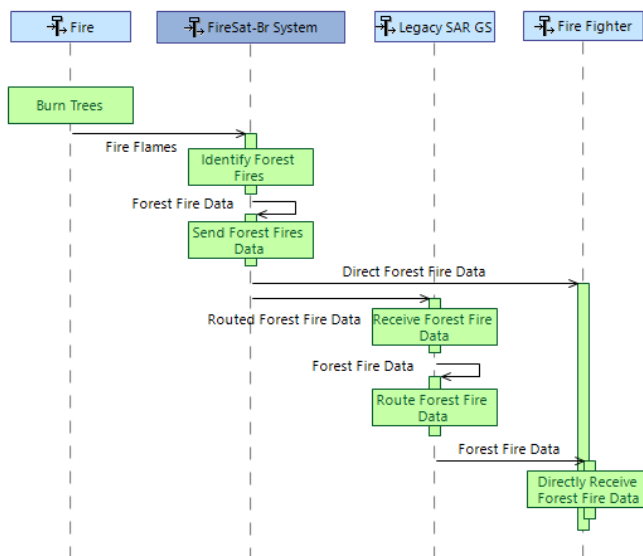 Fire
FireSat-Br System
Legacy SAR GS
Fire Fighter
Burn Trees
Fire Flames
Identify Forest
Fires
Forest Fire Data
Send Forest Fires
Data
Direct Forest Fire Data
Routed Forest Fire Data
Receive Forest Fire
Data
Forest Fire Data
Route Forest Fire
Data
Forest Fire Data
Directly Receive
Forest Fire Data